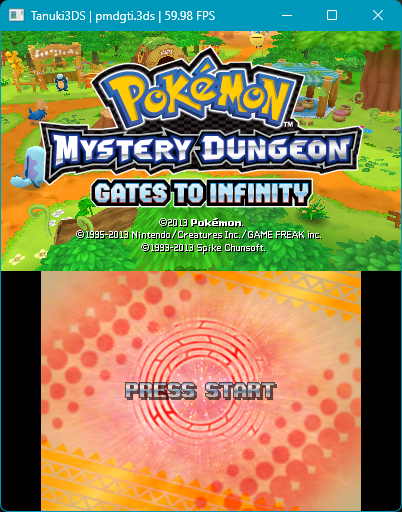 Tanuki3DS | pmdgti.3ds | 59.98 FPS
POKéMON™
MYSTERY DUNGEON
GATES TO INFINITY
©2013 Pokémon.
©1995-2013 Nintendo/Creatures Inc./GAME FREAK inc.
©1993-2013 Spike Chunsoft.
PRESS START